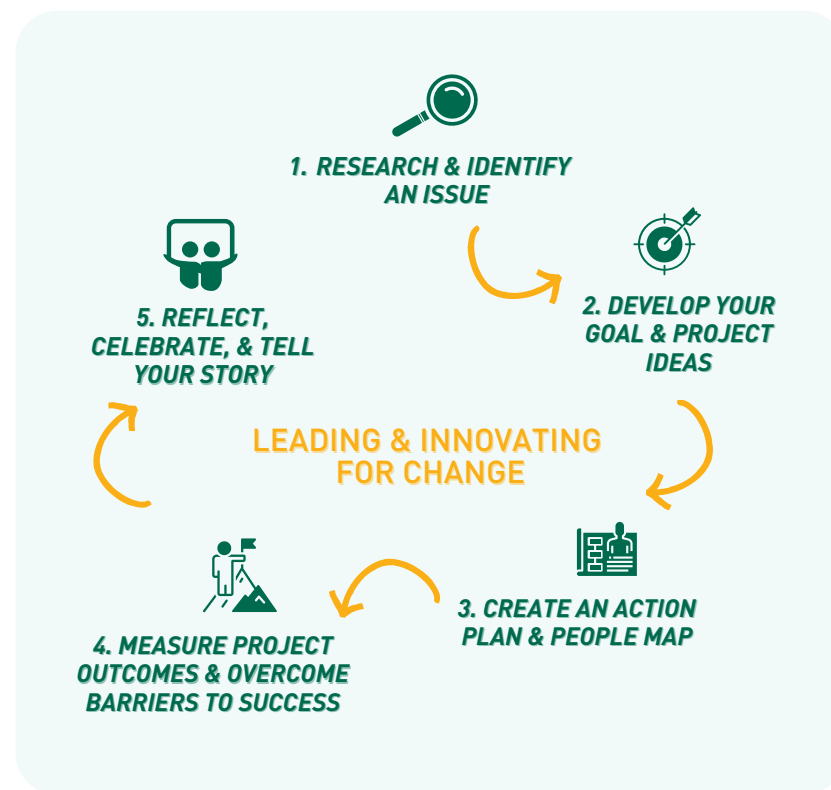 1. RESEARCH & IDENTIFY
AN ISSUE
2. DEVELOP YOUR
GOAL & PROJECT
IDEAS
3. CREATE AN ACTION
PLAN & PEOPLE MAP
4. MEASURE PROJECT
OUTCOMES & OVERCOME
BARRIERS TO SUCCESS
5. REFLECT,
CELEBRATE, & TELL
YOUR STORY
LEADING & INNOVATING
FOR CHANGE